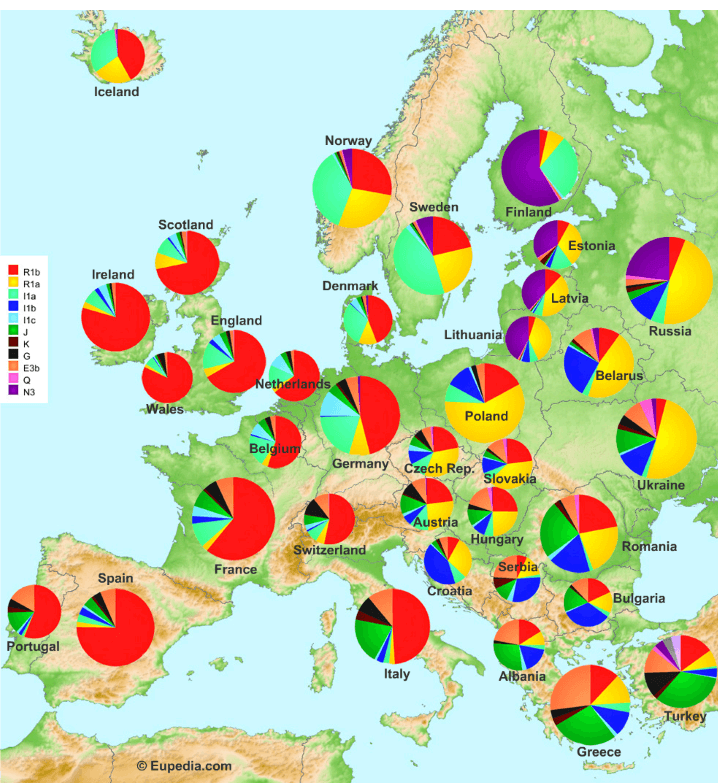 Iceland
Norway
Finland
Sweden
Scotland
Estonia
Ireland
Denmark
Latvia
Russia
R1b
R1a
I1a
I1b
I1c
J
K
G
E3b
Q
N3
England
Lithuania
Netherlands
Belarus
Wales
Poland
Belgium
Germany
Czech Rep.
Slovakia
Ukraine
Austria
Hungary
Switzerland
Romania
France
Serbia
Spain
Croatia
Bulgaria
Portugal
Italy
Albania
Turkey
Greece
© Eupedia.com